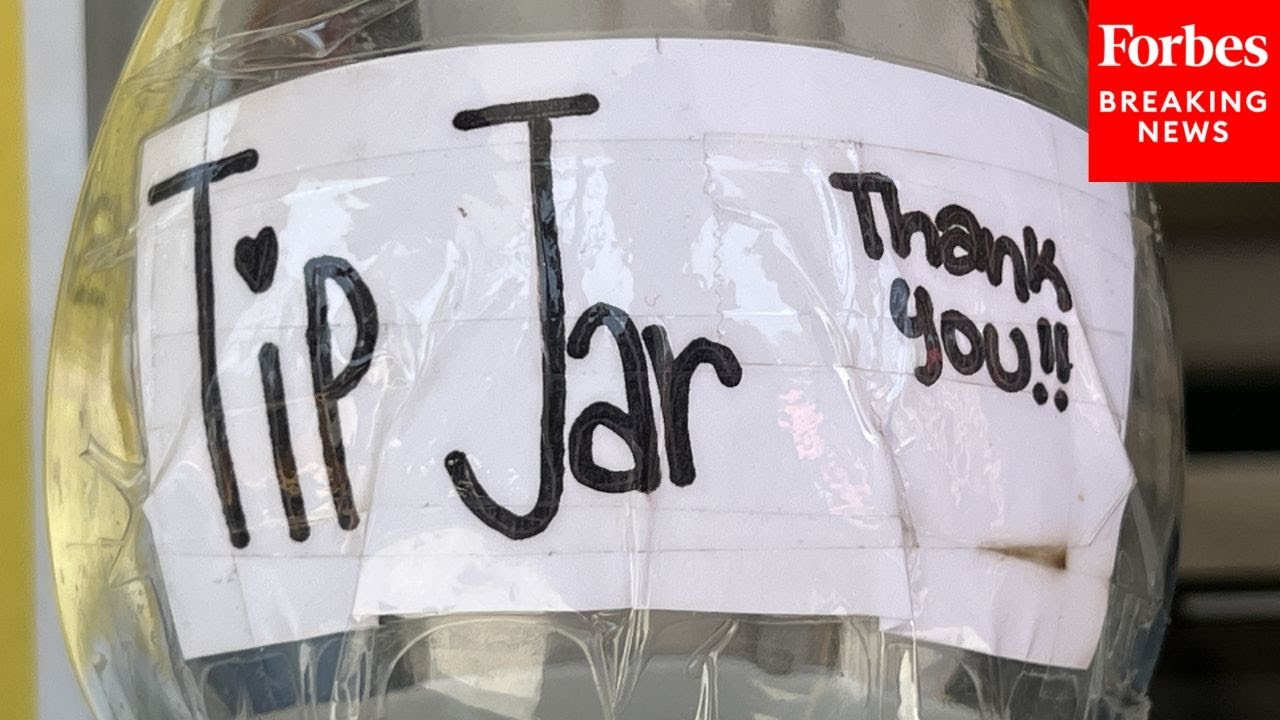 Tip Jar
Thank
you!!
Forbes
BREAKING
NEWS